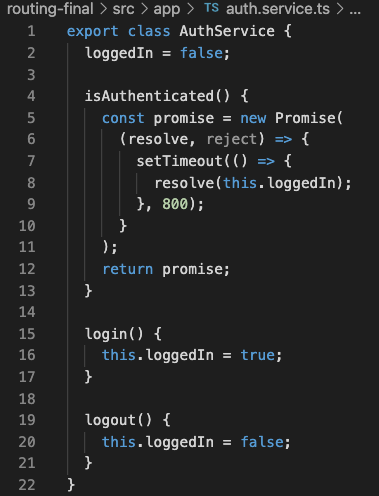 routing-final > src > app > TS auth.service.ts > ...
1 export class AuthService {
2   loggedIn = false;
3
4   isAuthenticated() {
5     const promise = new Promise(
6       (resolve, reject) => {
7         setTimeout(() => {
8           resolve(this.loggedIn);
9         }, 800);
10       }
11     );
12     return promise;
13   }
14
15   login() {
16     this.loggedIn = true;
17   }
18
19   logout() {
20     this.loggedIn = false;
21   }
22 }